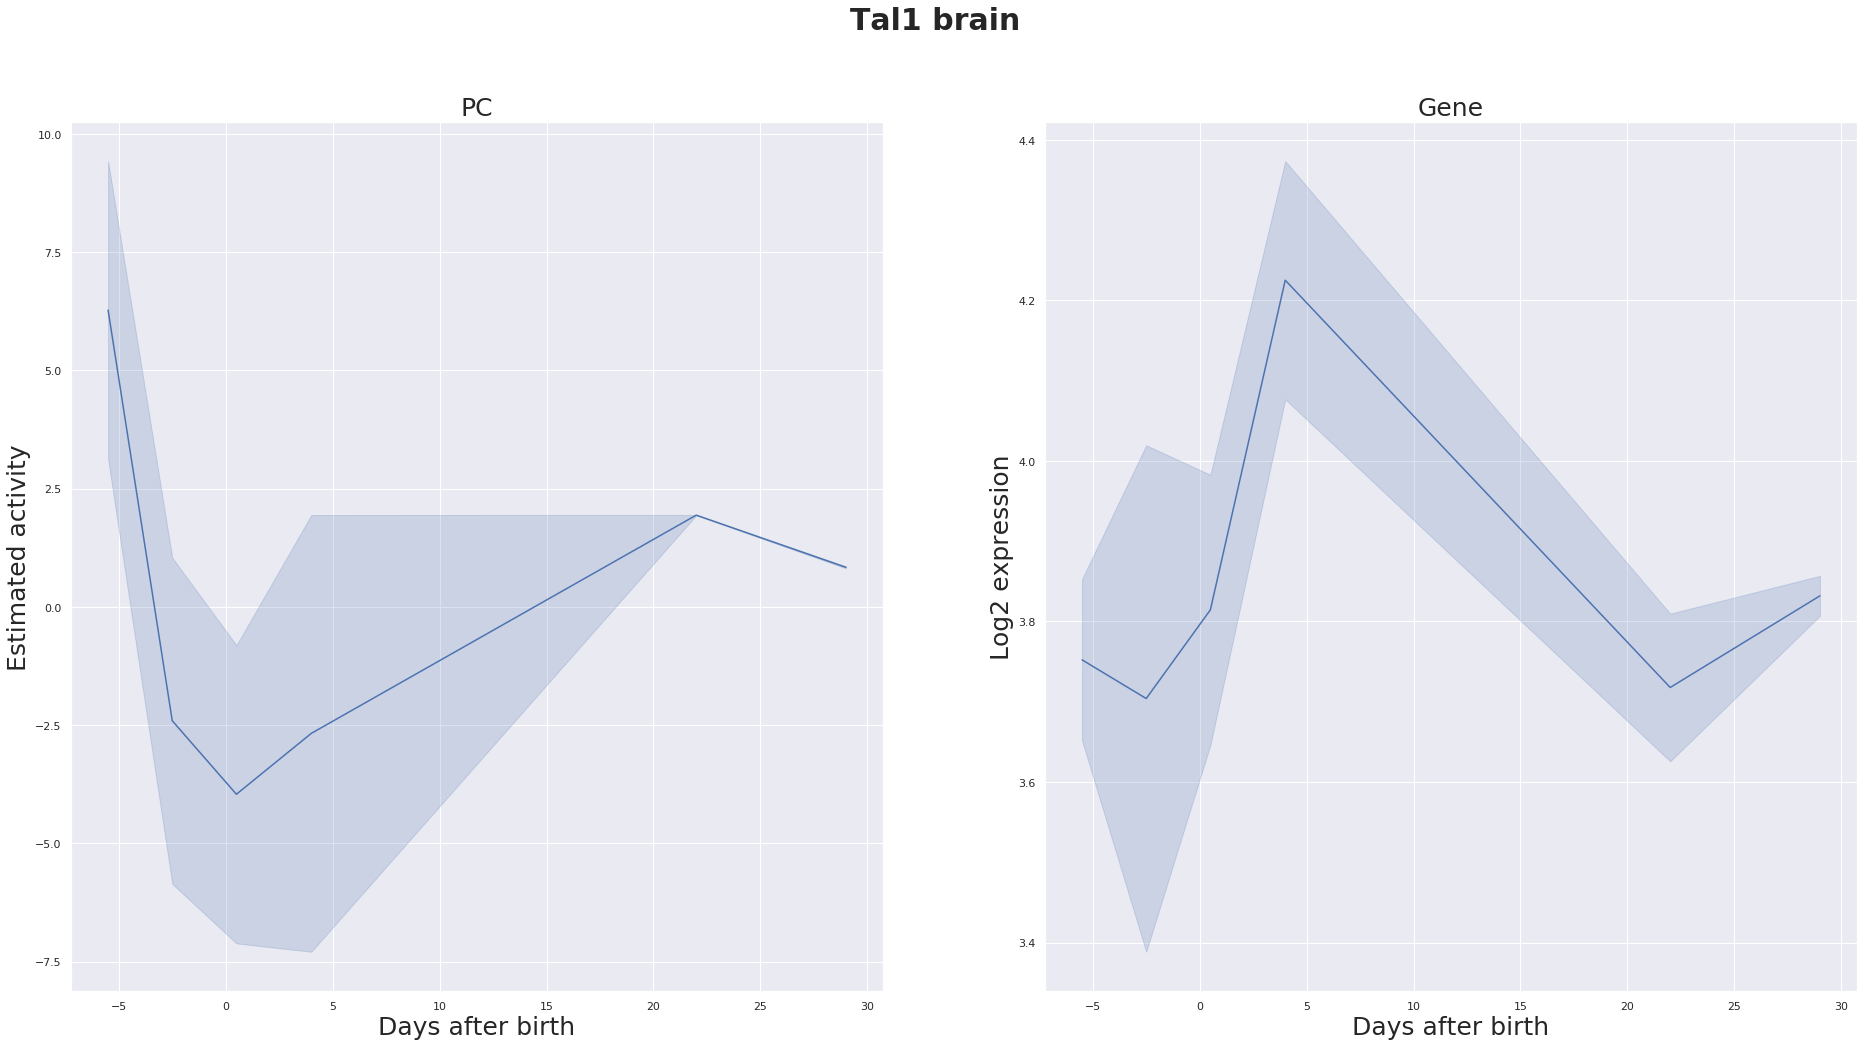 Tal1 brain
PC
Estimated activity
10.0
7.5
5.0
2.5
0.0
−2.5
−5.0
−7.5
−5 0 5 10 15 20 25 30
Days after birth
Gene
Log2 expression
4.4
4.2
4.0
3.8
3.6
3.4
−5 0 5 10 15 20 25 30
Days after birth